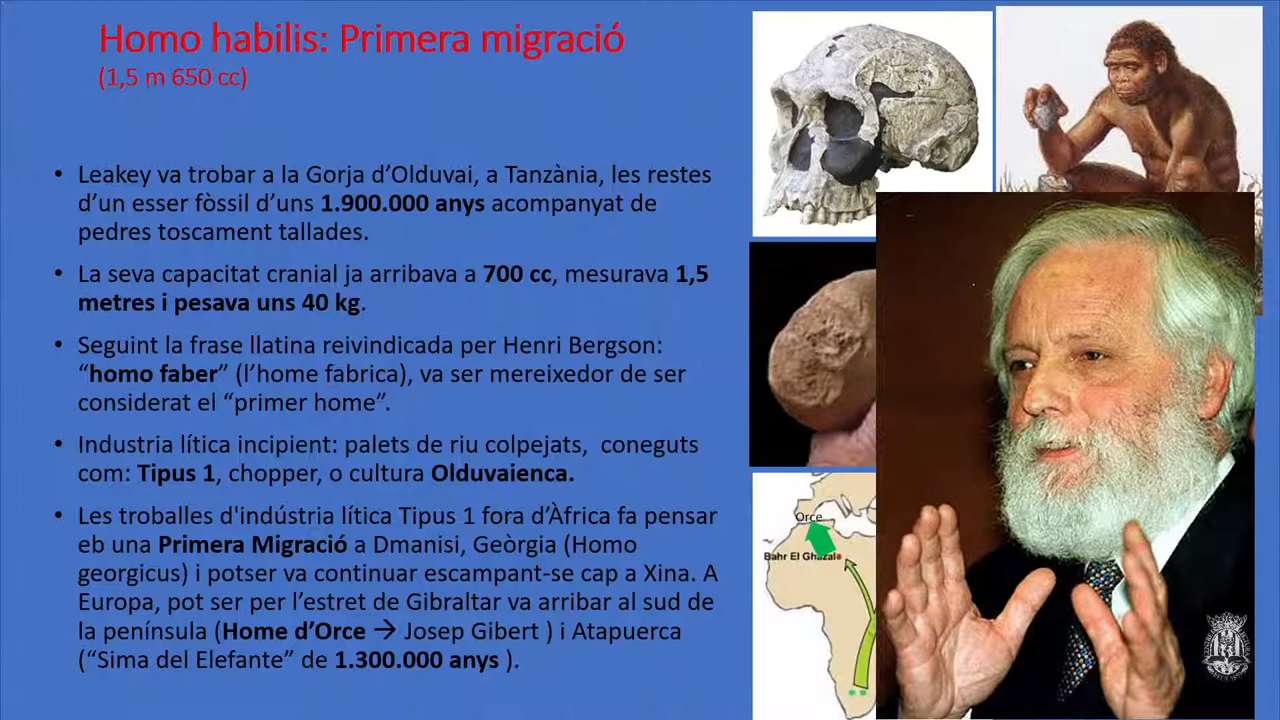 Homo habilis: Primera migració
(1,5 m 650 cc)
• Leakey va trobar a la Gorja d’Olduvai, a Tanzània, les restes
d’un esser fòssil d’uns 1.900.000 anys acompanyat de
pedres toscament tallades.
• La seva capacitat cranial ja arribava a 700 cc, mesurava 1,5
metres i pesava uns 40 kg.
• Seguint la frase llatina reivindicada per Henri Bergson:
“homo faber” (l’home fabrica), va ser mereixedor de ser
considerat el “primer home”.
• Industria lítica incipient: palets de riu colpejats, coneguts
com: Tipus 1, chopper, o cultura Olduvaienca.
• Les troballes d'indústria lítica Tipus 1 fora d’Àfrica fa pensar
eb una Primera Migració a Dmanisi, Geòrgia (Homo
georgicus) i potser va continuar escampant-se cap a Xina. A
Europa, pot ser per l’estret de Gibraltar va arribar al sud de
la península (Home d’Orce → Josep Gibert ) i Atapuerca
(“Sima del Elefante” de 1.300.000 anys ).
Orce
Bahr El Ghazal